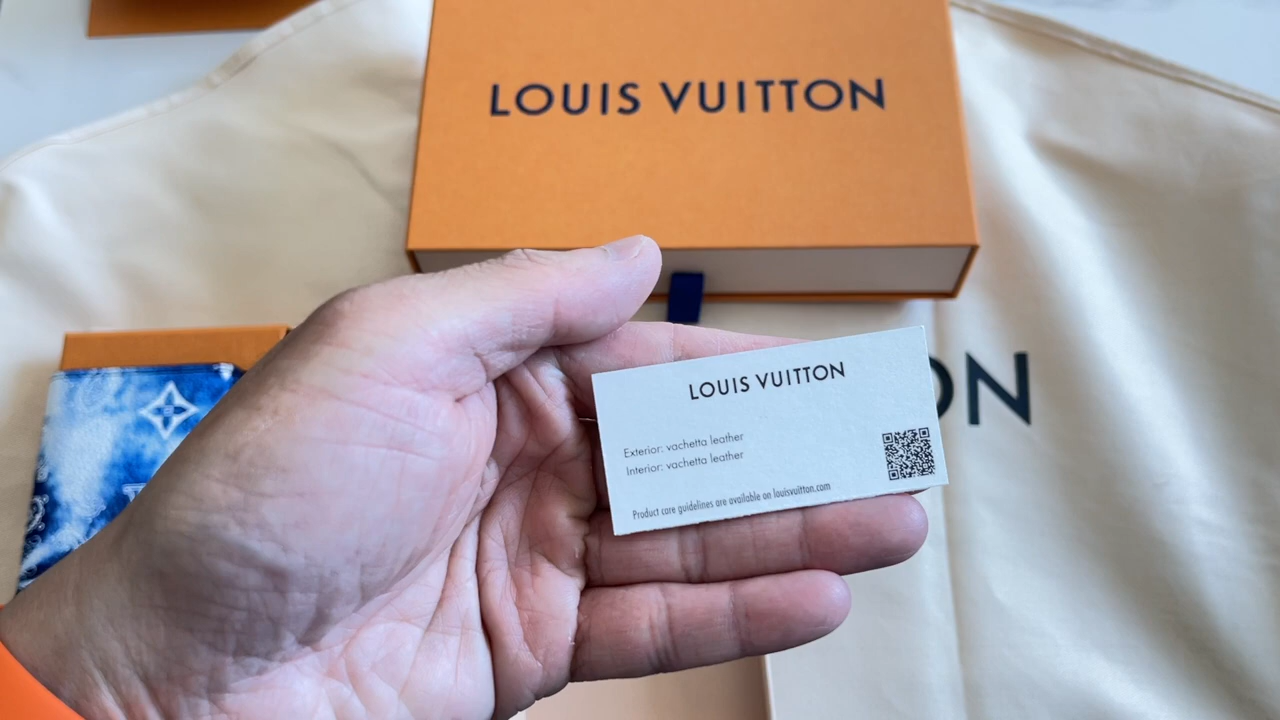 LOUIS VUITTON
ON
LOUIS VUITTON
Exterior: vachetta leather
Interior: vachetta leather
Product care guidelines are available on louisvuitton.com